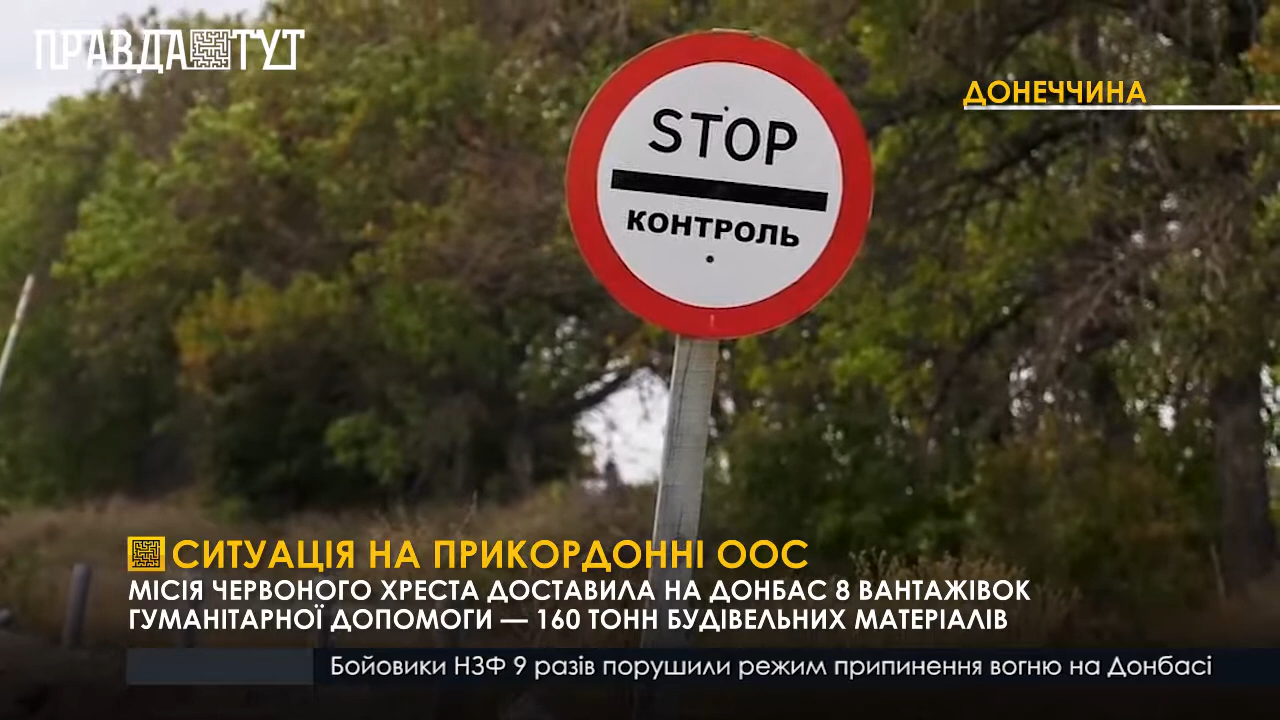 ПРАВДА ТУТ
ДОНЕЧЧИНА
STOP
КОНТРОЛЬ
СИТУАЦІЯ НА ПРИКОРДОННІ ООС
МІСІЯ ЧЕРВОНОГО ХРЕСТА ДОСТАВИЛА НА ДОНБАС 8 ВАНТАЖІВОК
ГУМАНІТАРНОЇ ДОПОМОГИ — 160 ТОНН БУДІВЕЛЬНИХ МАТЕРІАЛІВ
Бойовики НЗФ 9 разів порушили режим припинення вогню на Донбасі